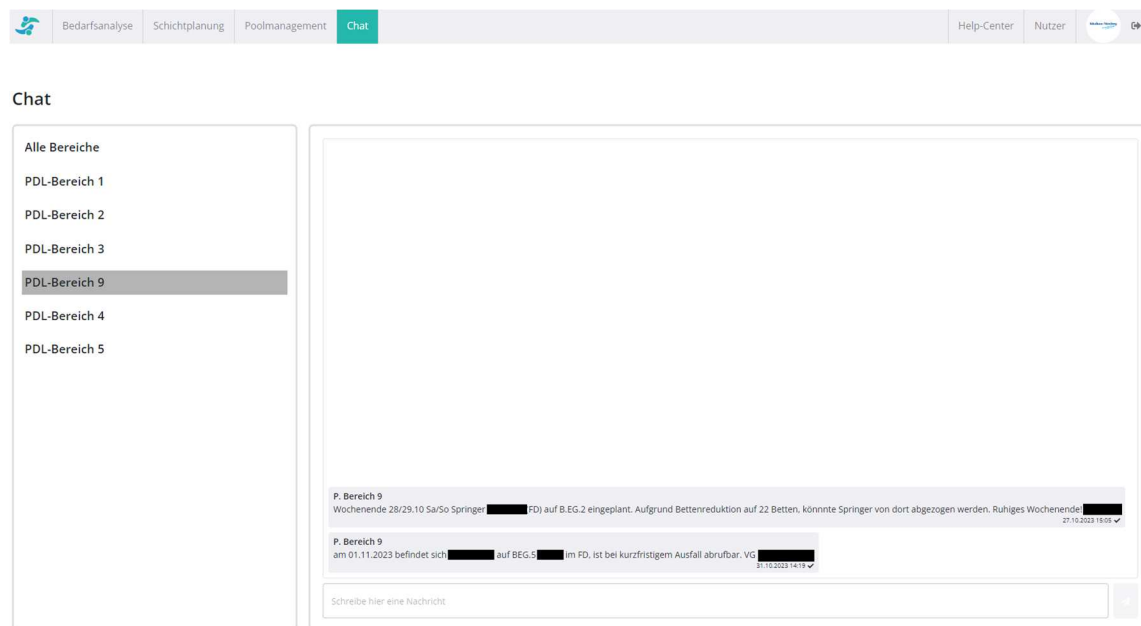 Bedarfsanalyse Schichtplanung Poolmanagement Chat Help-Center Nutzer
Chat
Alle Bereiche
PDL-Bereich 1
PDL-Bereich 2
PDL-Bereich 3
PDL-Bereich 9
PDL-Bereich 4
PDL-Bereich 5
P. Bereich 9
Wochenende 28/29.10 Sa/So Springer FD) auf B.EG.2 eingeplant. Aufgrund Bettenreduktion auf 22 Betten, könnnte Springer von dort abgezogen werden. Ruhiges Wochenende!
27.10.2023 15:05
P. Bereich 9
am 01.11.2023 befindet sich auf BEG.5 im FD, ist bei kurzfristigem Ausfall abrufbar. VG
31.10.2023 14:19
Schreibe hier eine Nachricht